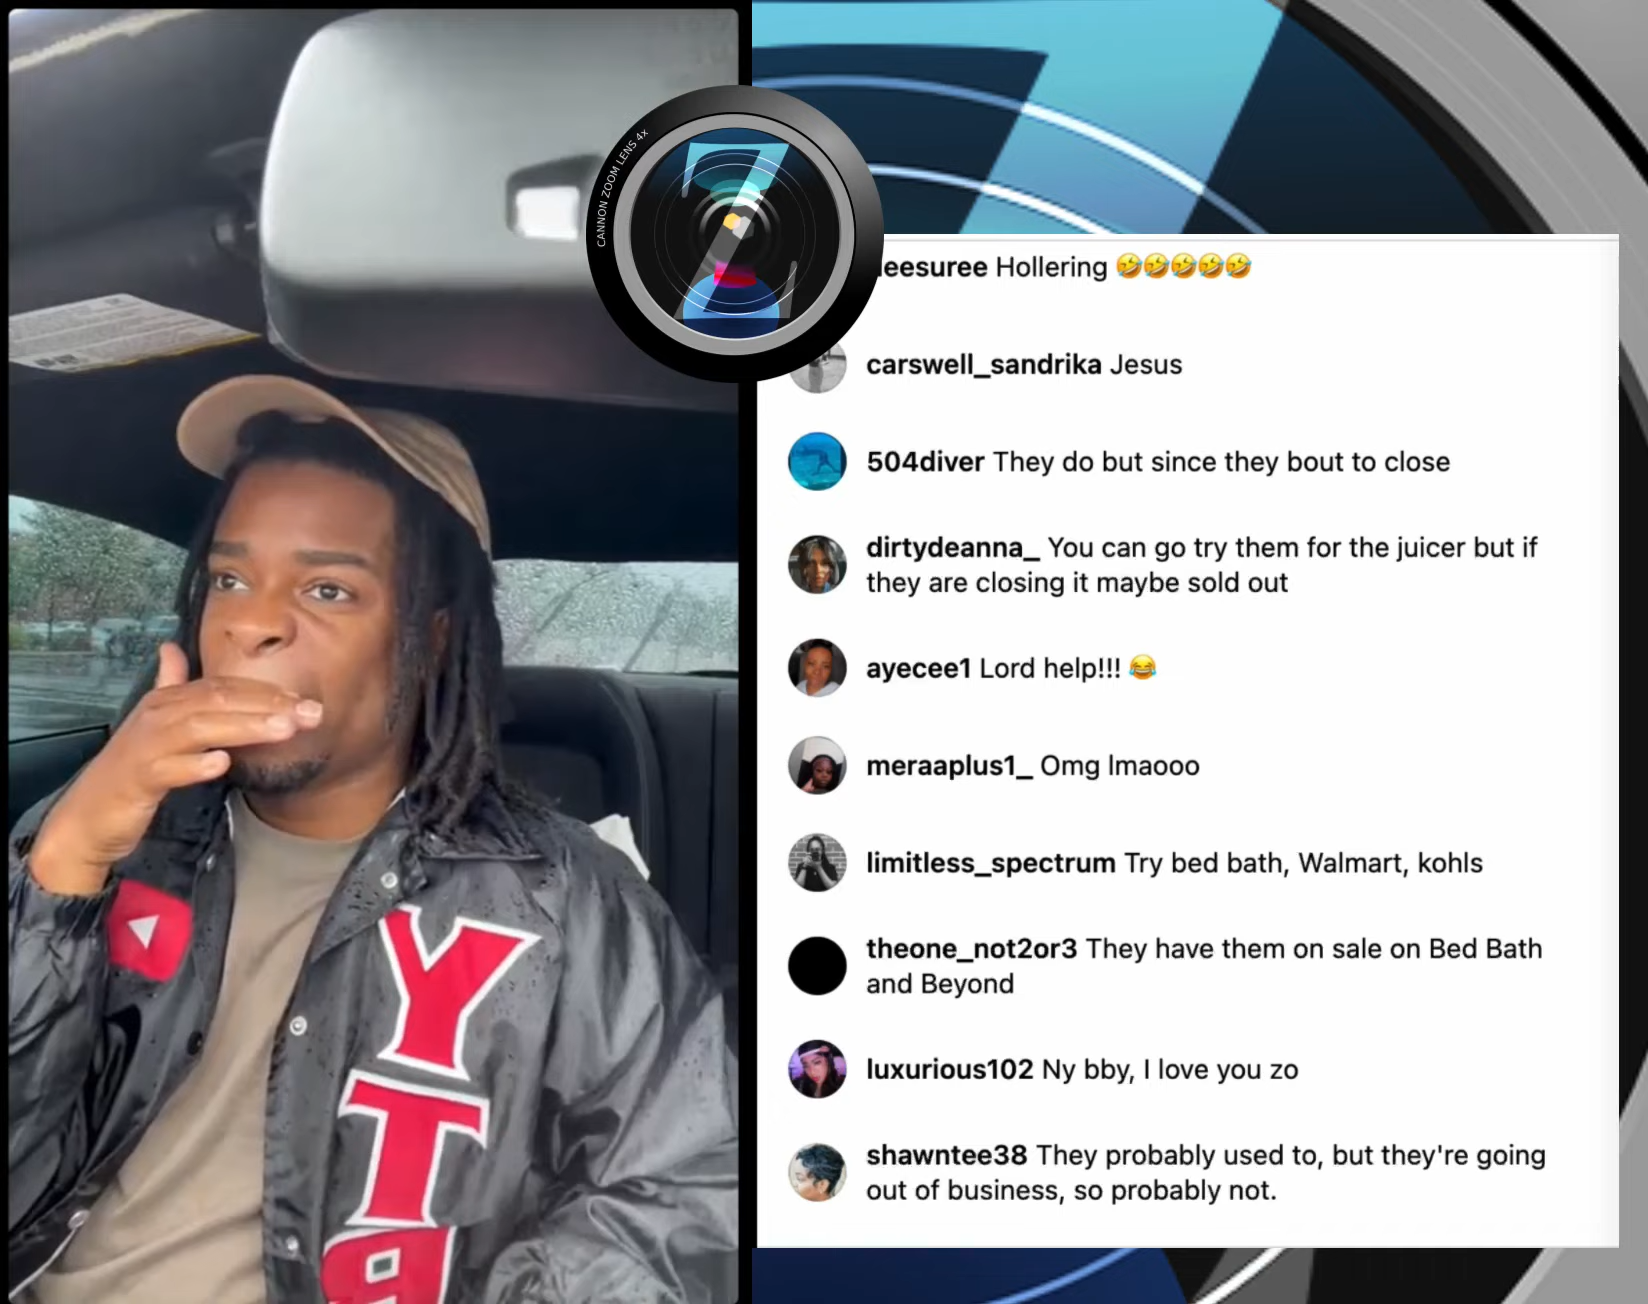 CANNON ZOOM LENS 4x
eesuree Hollering 🤣🤣🤣🤣🤣
carswell_sandrika Jesus
504diver They do but since they bout to close
dirtydeanna_ You can go try them for the juicer but if
they are closing it maybe sold out
ayecee1 Lord help!!! 😂
meraaplus1_ Omg lmaooo
limitless_spectrum Try bed bath, Walmart, kohls
theone_not2or3 They have them on sale on Bed Bath
and Beyond
luxurious102 Ny bby, I love you zo
shawntee38 They probably used to, but they're going
out of business, so probably not.
Y
T